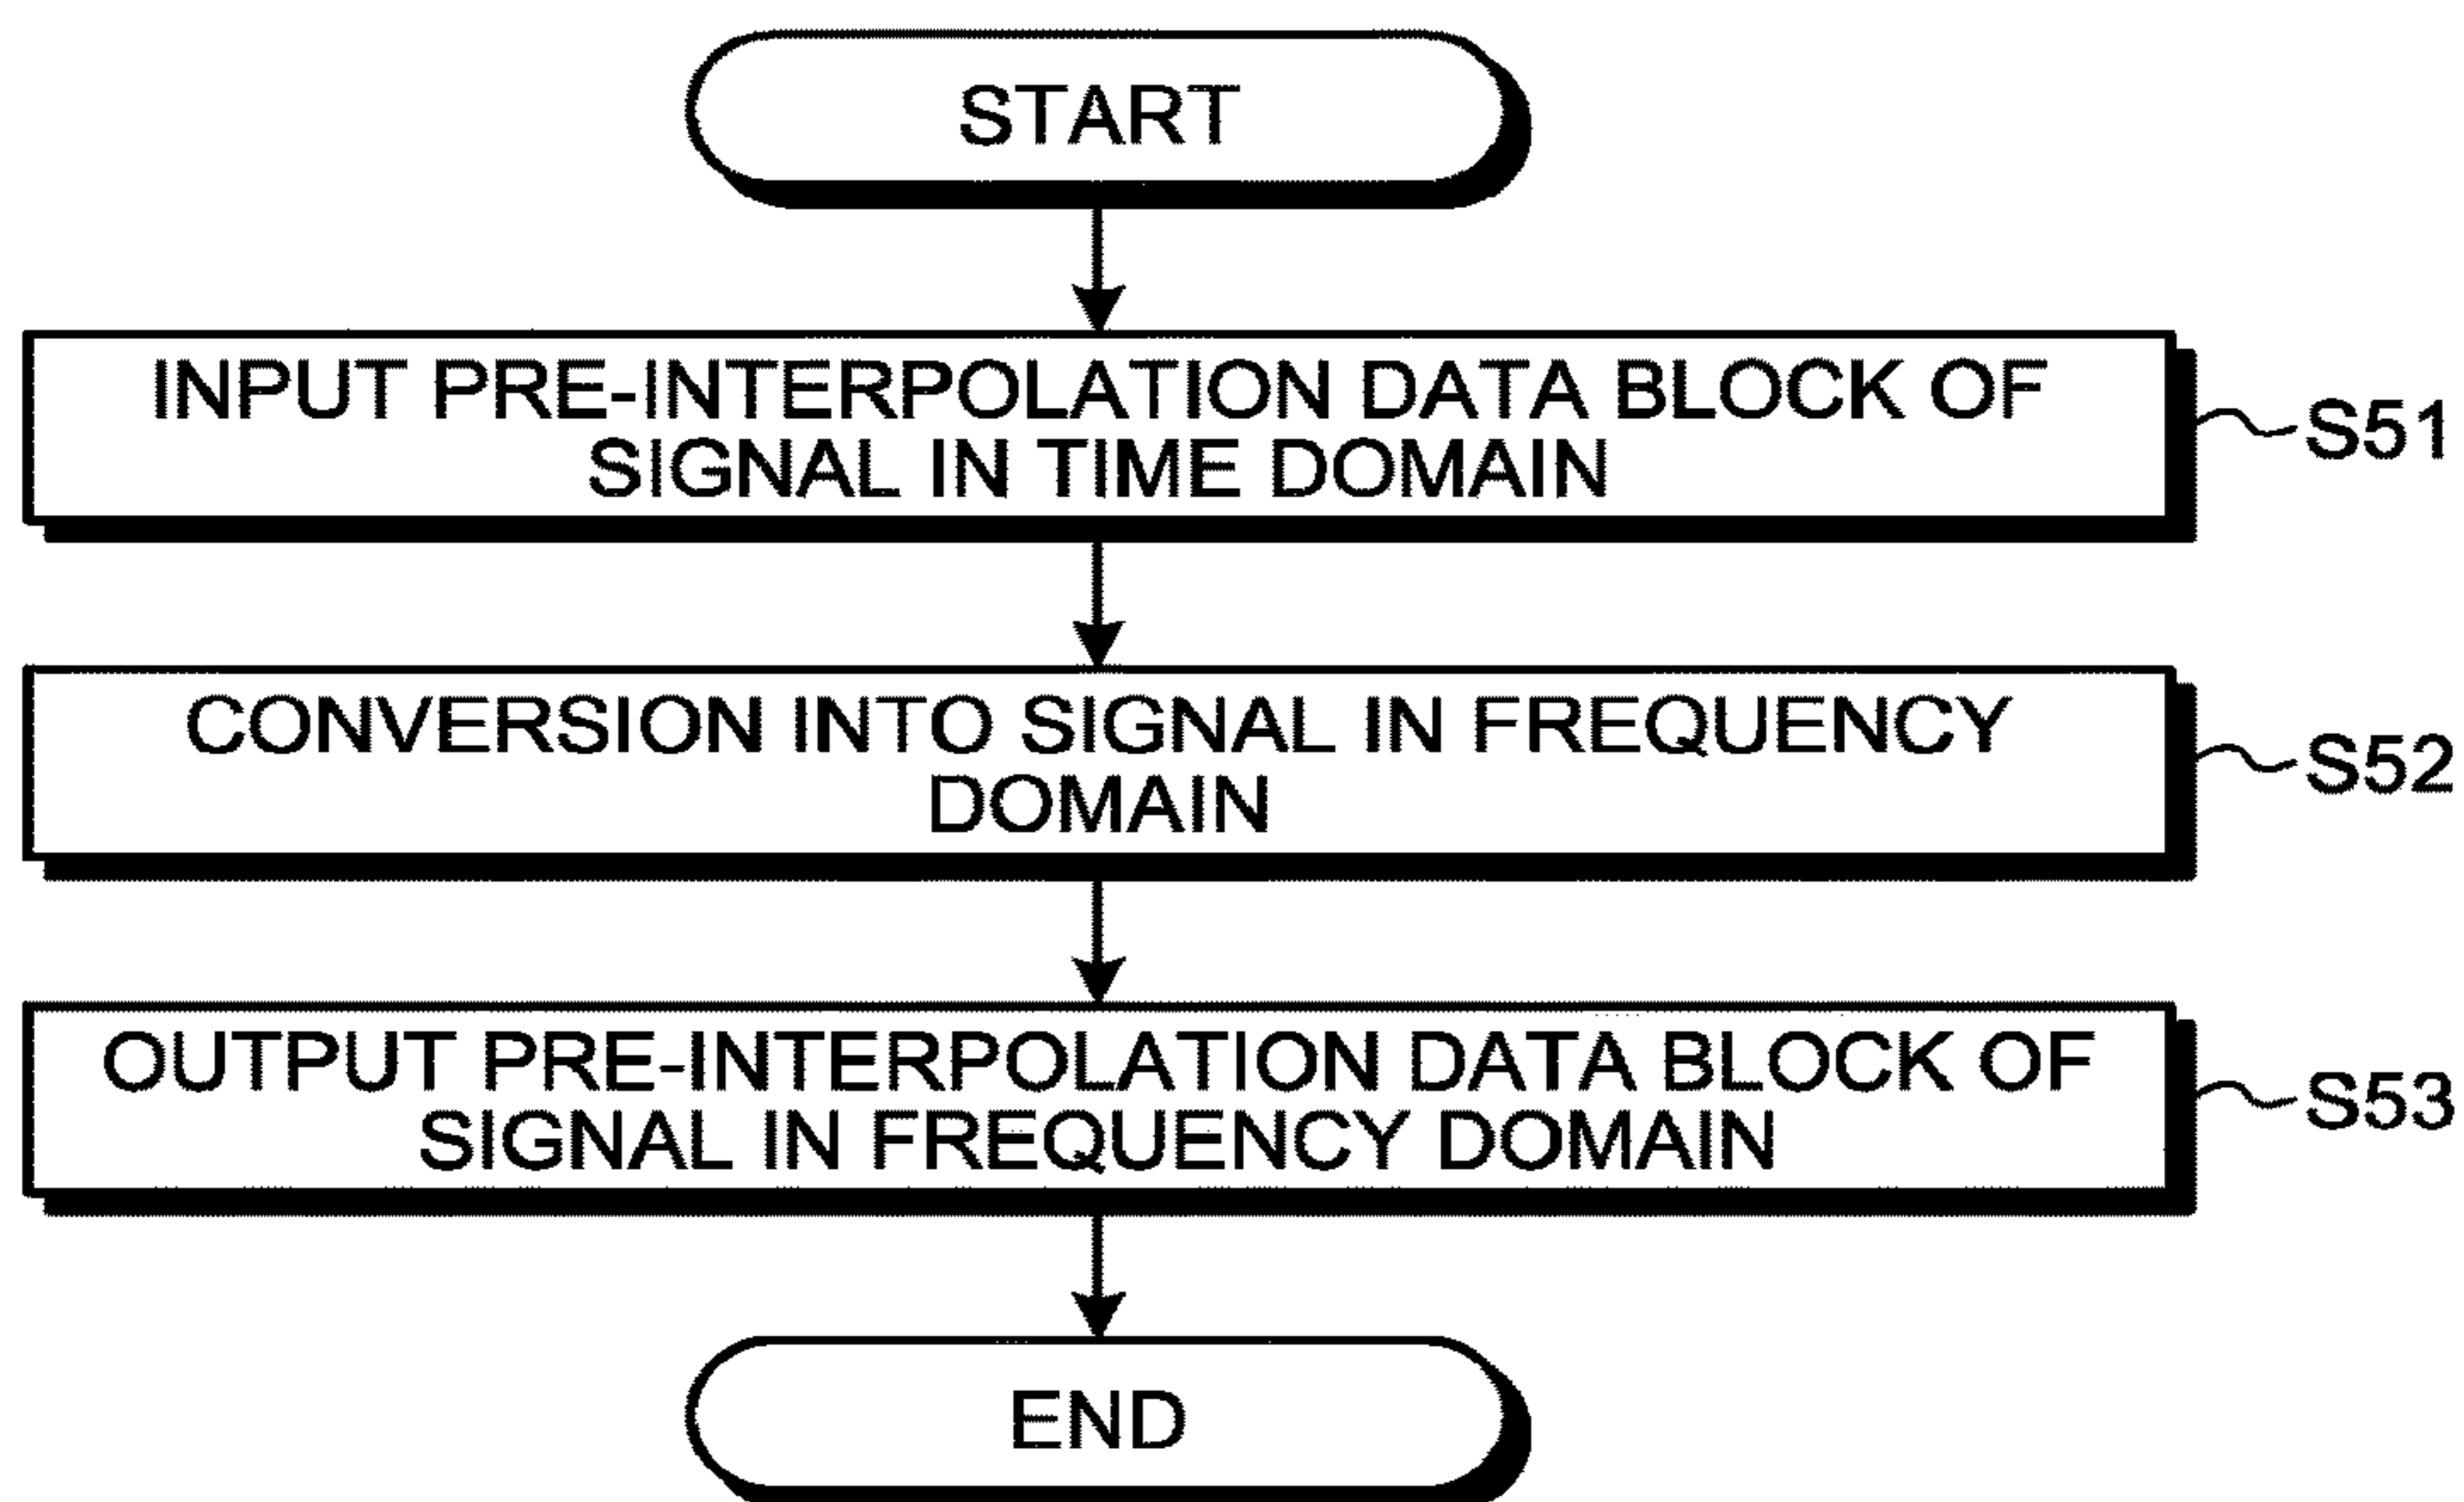 START
INPUT PRE-INTERPOLATION DATA BLOCK OF
SIGNAL IN TIME DOMAIN
S51
CONVERSION INTO SIGNAL IN FREQUENCY
DOMAIN
S52
OUTPUT PRE-INTERPOLATION DATA BLOCK OF
SIGNAL IN FREQUENCY DOMAIN
S53
END